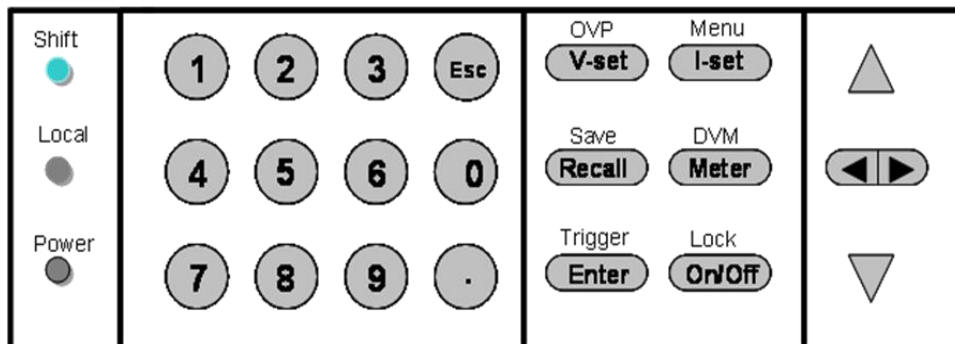 Shift
Local
Power
1 2 3 Esc
4 5 6 0
7 8 9 .
OVP Menu
V-set I-set
Save DVM
Recall Meter
Trigger Lock
Enter On/Off